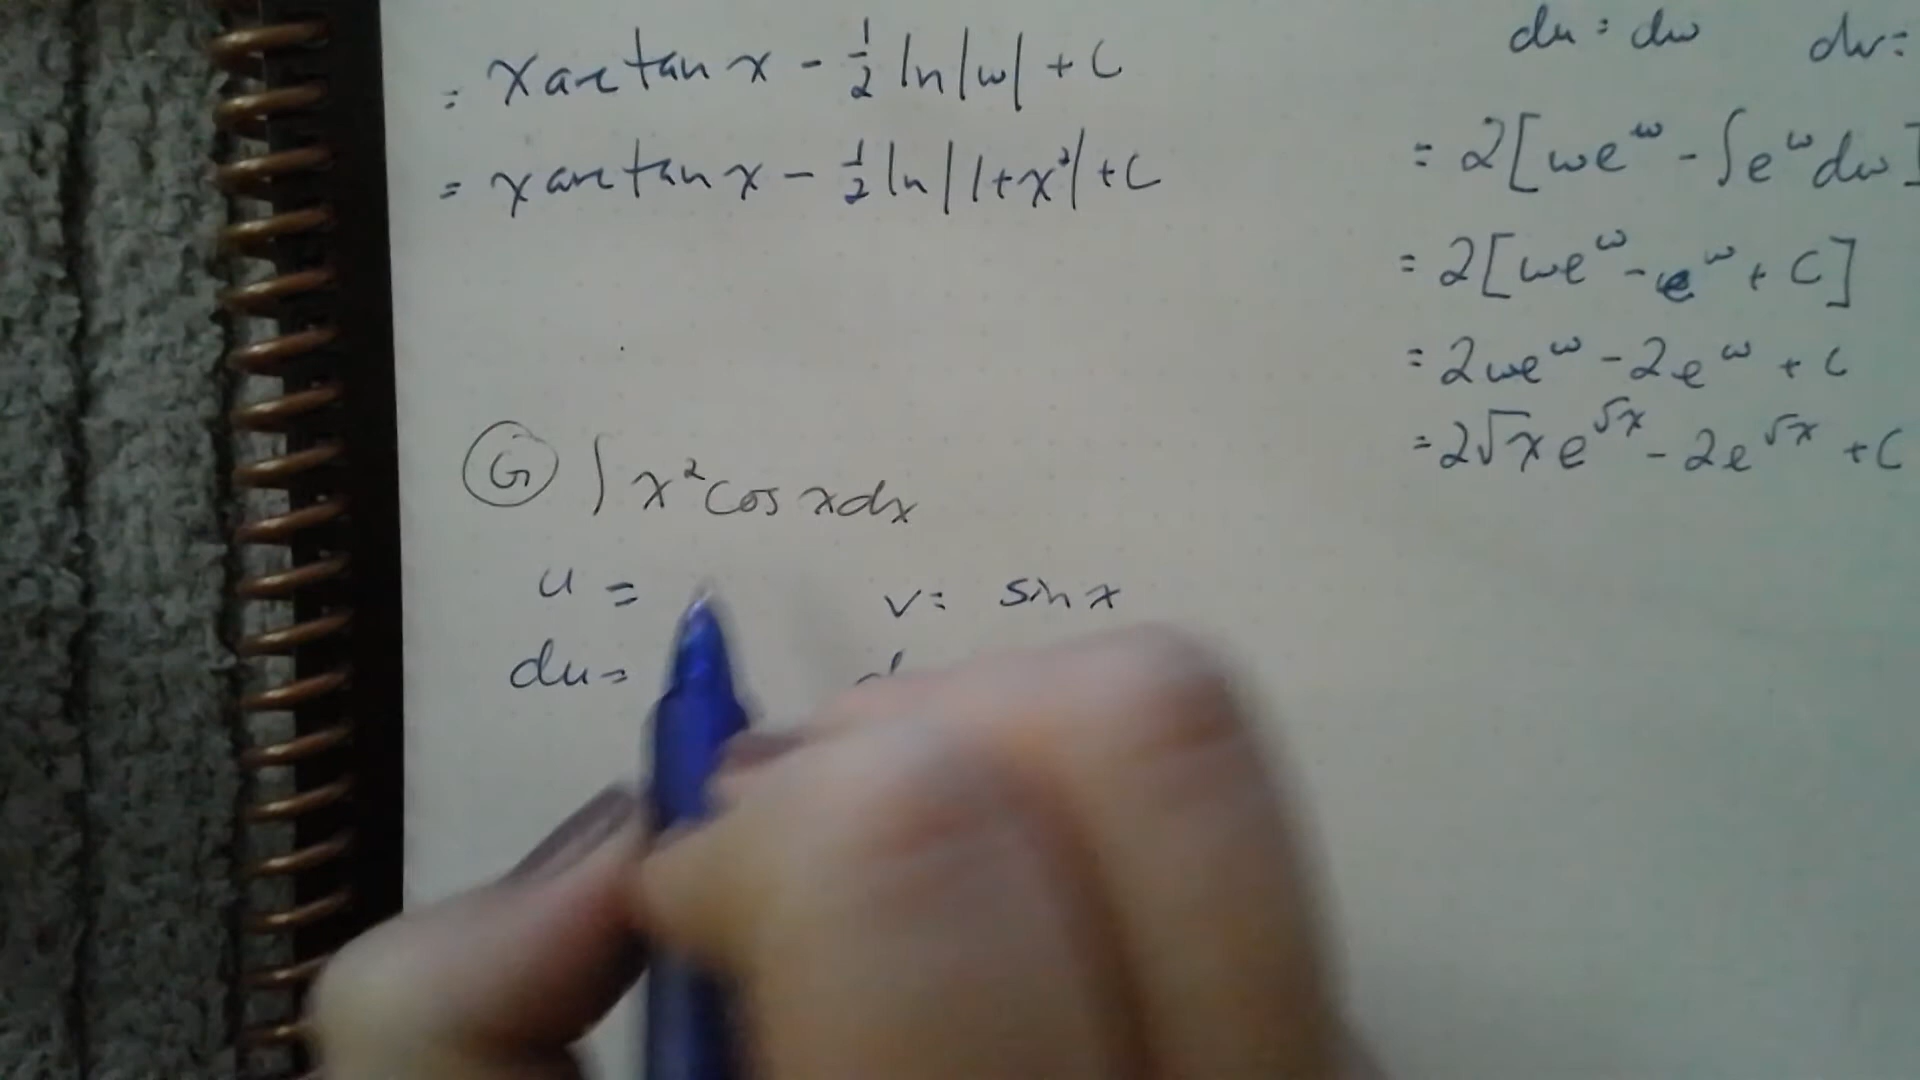 = x arctan x - 1/2 ln|w| + C
= x arctan x - 1/2 ln|1+x²| + C
G ∫ x² cos x dx
u = v = sin x
du =
du = dw dv =
= 2[we^w - ∫e^w dw]
= 2[we^w - e^w + C]
= 2we^w - 2e^w + C
= 2√x e^√x - 2e^√x + C